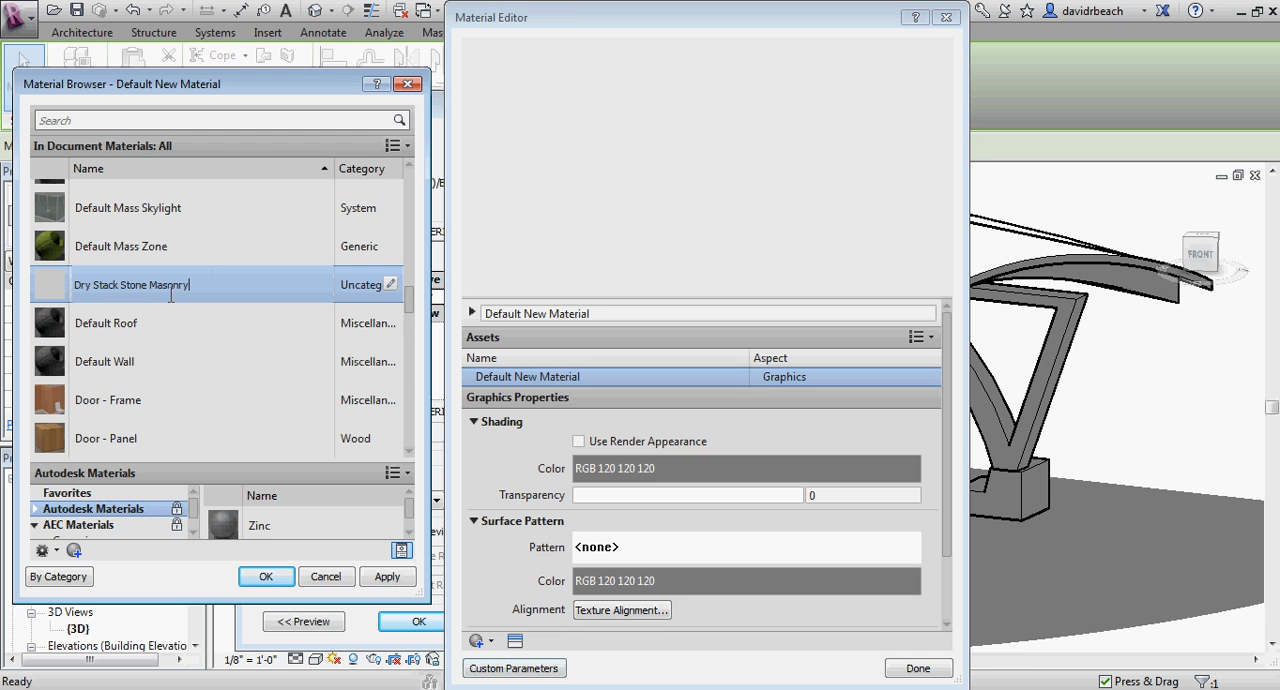 davidrbeach
Architecture Structure Systems Insert Annotate Analyze Mas
Cope
Material Browser - Default New Material
Search
In Document Materials: All
Name Category
Default Mass Skylight System
Default Mass Zone Generic
Dry Stack Stone Masonry Uncateg
Default Roof Miscellan...
Default Wall Miscellan...
Door - Frame Miscellan...
Door - Panel Wood
Autodesk Materials
Favorites
Autodesk Materials
AEC Materials
Name
Zinc
By Category OK Cancel Apply
3D Views
{3D}
Elevations (Building Elevatio
<< Preview OK
1/8" = 1'-0"
Ready
Material Editor
Default New Material
Assets
Name Aspect
Default New Material Graphics
Graphics Properties
Shading
Use Render Appearance
Color RGB 120 120 120
Transparency 0
Surface Pattern
Pattern <none>
Color RGB 120 120 120
Alignment Texture Alignment...
Custom Parameters Done
FRONT
Press & Drag
:1